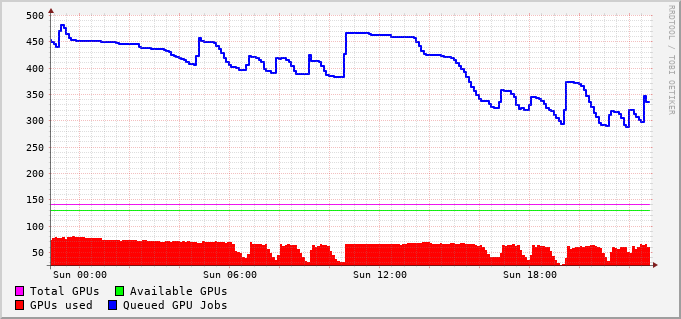 500
450
400
350
300
250
200
150
100
50
Sun 00:00 Sun 06:00 Sun 12:00 Sun 18:00
Total GPUs Available GPUs
GPUs used Queued GPU Jobs
RRDTOOL / TOBI OETIKER